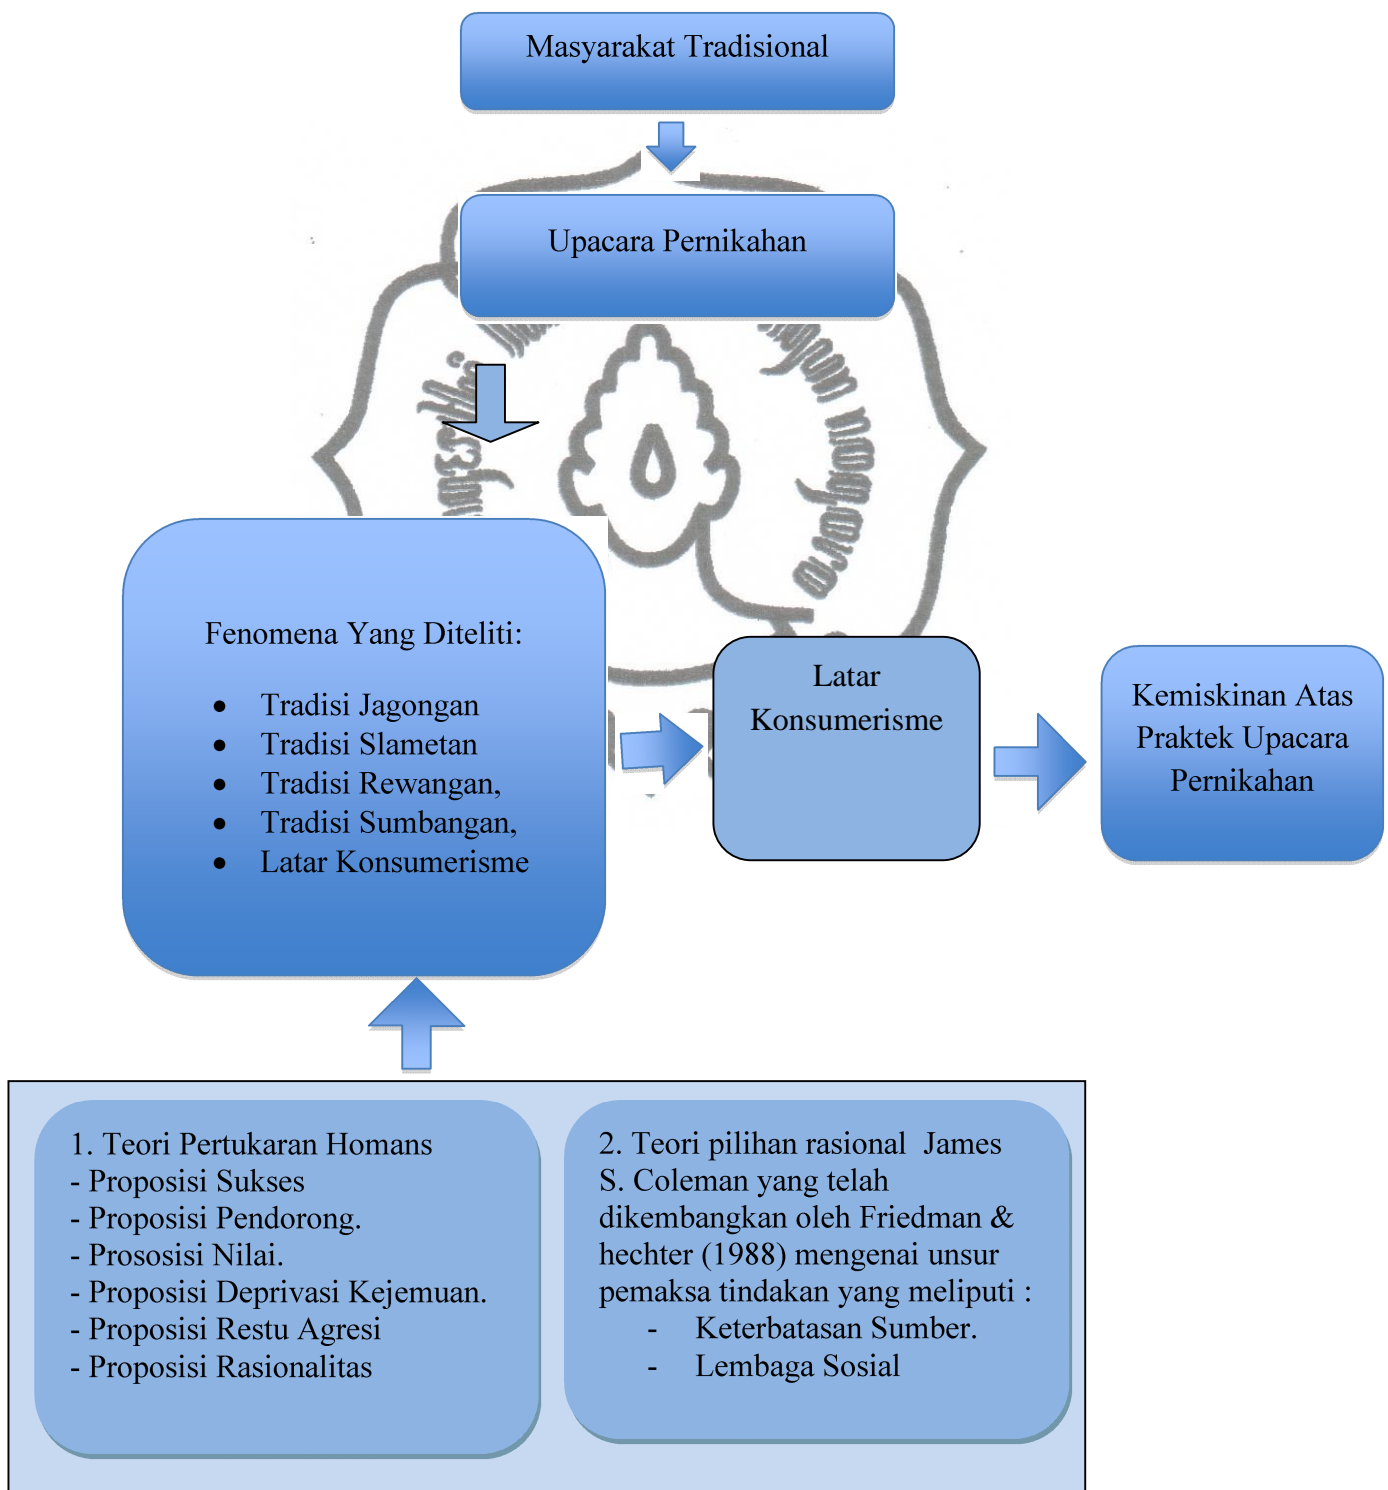 Masyarakat Tradisional
Upacara Pernikahan
Fenomena Yang Diteliti:
• Tradisi Jagongan
• Tradisi Slametan
• Tradisi Rewangan,
• Tradisi Sumbangan,
• Latar Konsumerisme
Latar
Konsumerisme
Kemiskinan Atas
Praktek Upacara
Pernikahan
1. Teori Pertukaran Homans
- Proposisi Sukses
- Proposisi Pendorong.
- Prososisi Nilai.
- Proposisi Deprivasi Kejemuan.
- Proposisi Restu Agresi
- Proposisi Rasionalitas
2. Teori pilihan rasional  James
S. Coleman yang telah
dikembangkan oleh Friedman &
hechter (1988) mengenai unsur
pemaksa tindakan yang meliputi :
- Keterbatasan Sumber.
- Lembaga Sosial